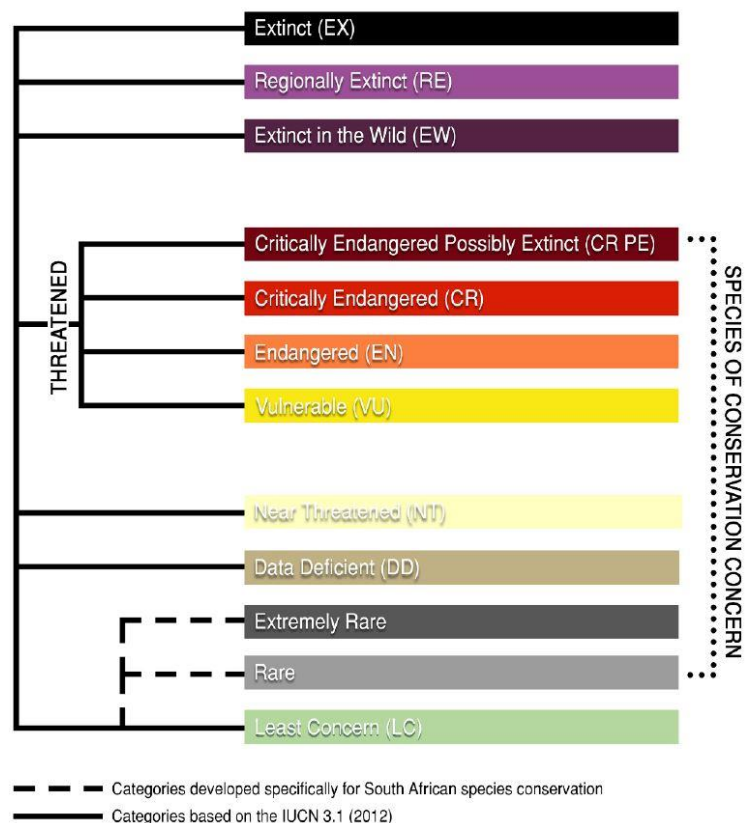 Extinct (EX)
Regionally Extinct (RE)
Extinct in the Wild (EW)
THREATENED
Critically Endangered Possibly Extinct (CR PE)
Critically Endangered (CR)
Endangered (EN)
Vulnerable (VU)
Near Threatened (NT)
Data Deficient (DD)
Extremely Rare
Rare
Least Concern (LC)
SPECIES OF CONSERVATION CONCERN
Categories developed specifically for South African species conservation
Categories based on the IUCN 3.1 (2012)